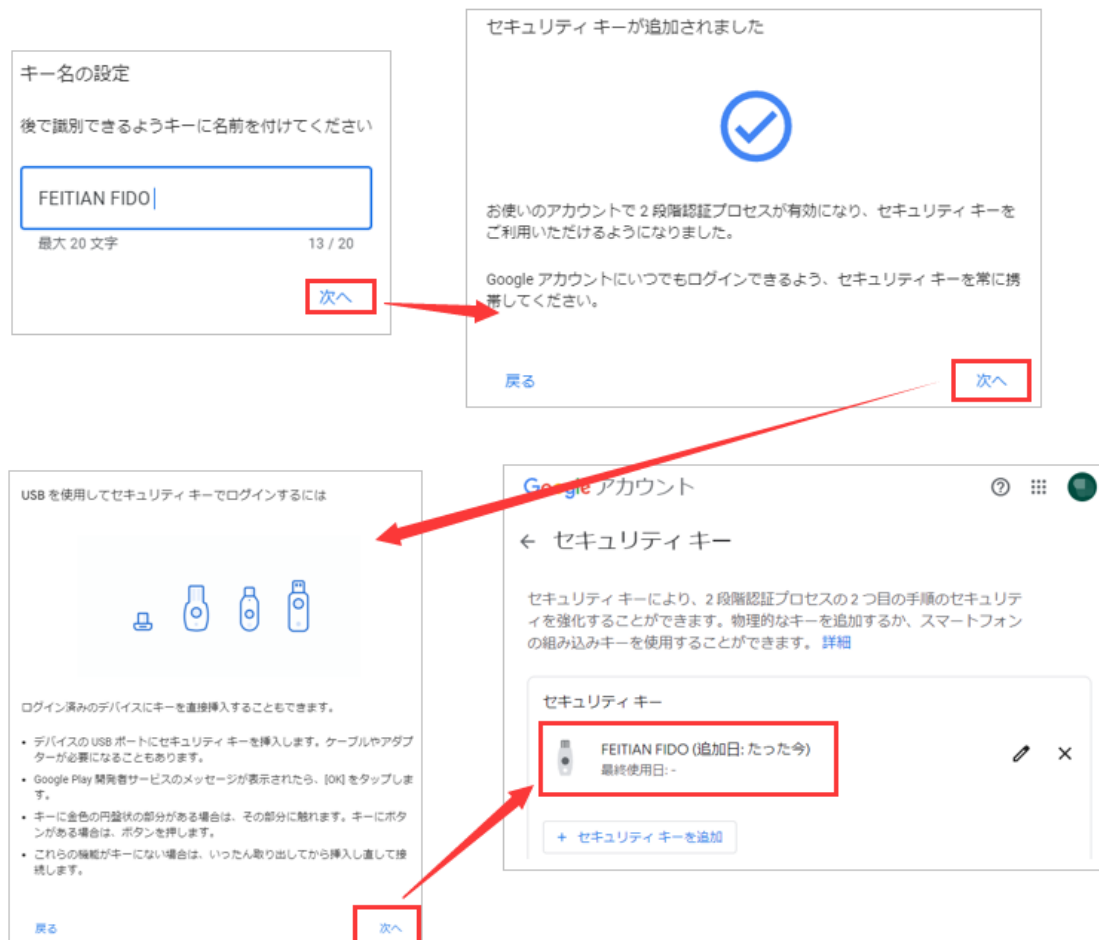 キー名の設定
後で識別できるようキーに名前を付けてください
FEITIAN FIDO
最大 20 文字
13 / 20
次へ
セキュリティ キーが追加されました
お使いのアカウントで 2 段階認証プロセスが有効になり、セキュリティ キーを
ご利用いただけるようになりました。
Google アカウントにいつでもログインできるよう、セキュリティ キーを常に携
帯してください。
戻る
次へ
USB を使用してセキュリティ キーでログインするには
ログイン済みのデバイスにキーを直接挿入することもできます。
• デバイスの USB ポートにセキュリティ キーを挿入します。ケーブルやアダプ
ターが必要になることもあります。
• Google Play 開発者サービスのメッセージが表示されたら、[OK] をタップしま
す。
• キーに金色の円盤状の部分がある場合は、その部分に触れます。キーにボタ
ンがある場合は、ボタンを押します。
• これらの機能がキーにない場合は、いったん取り出してから挿入し直して接
続します。
戻る
次へ
Google アカウント
← セキュリティ キー
セキュリティ キーにより、2 段階認証プロセスの 2 つ目の手順のセキュリテ
ィを強化することができます。物理的なキーを追加するか、スマートフォン
の組み込みキーを使用することができます。 詳細
セキュリティ キー
FEITIAN FIDO (追加日: たった今)
最終使用日: -
+ セキュリティ キーを追加